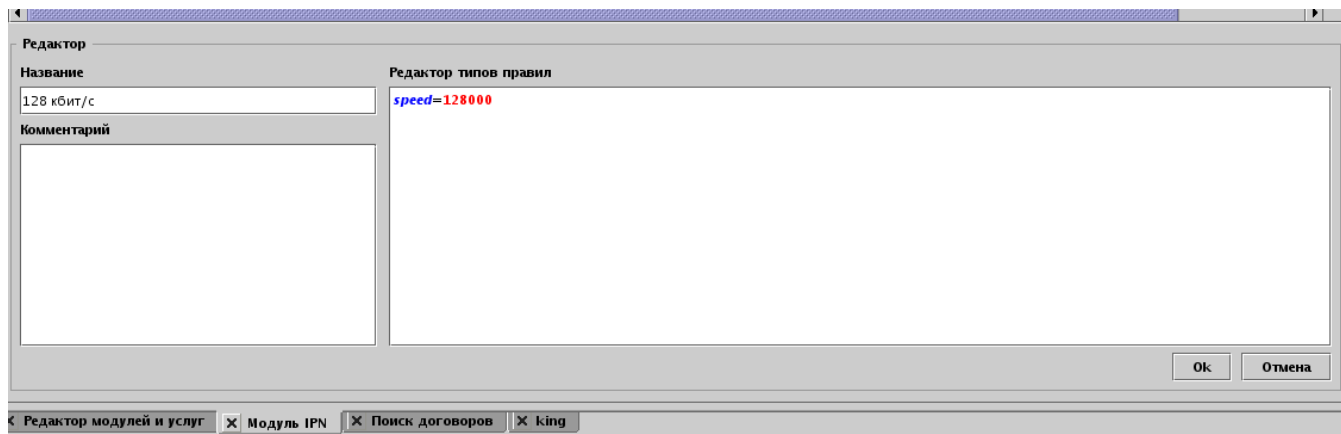 Редактор
Название
Редактор типов правил
128 кбит/с
speed=128000
Комментарий
Ok
Отмена
Редактор модулей и услуг
Модуль IPN
Поиск договоров
king